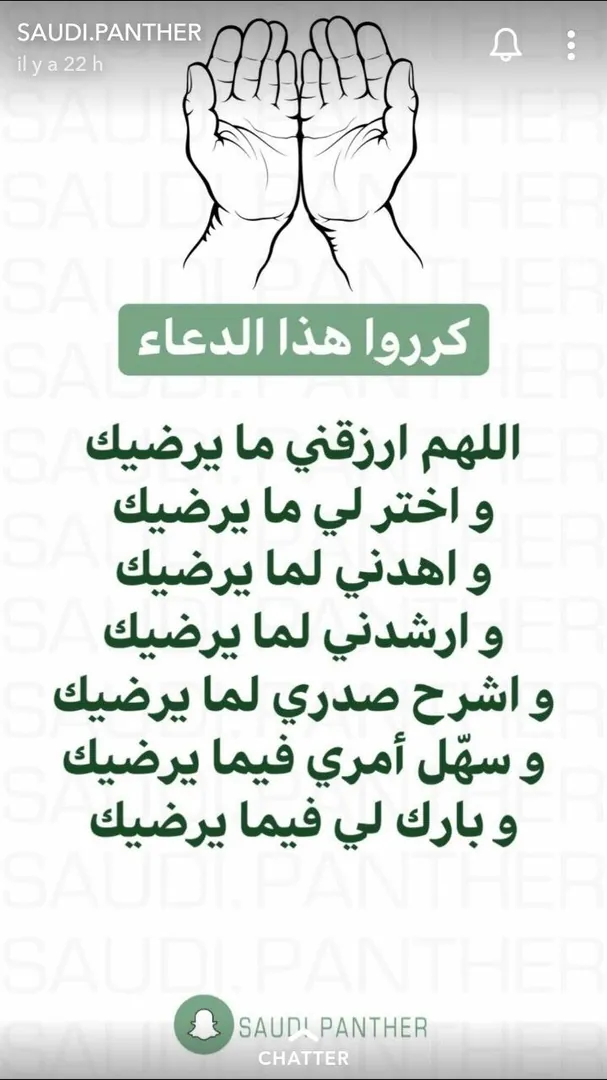 SAUDI.PANTHER
il y a 22 h
كرروا هذا الدعاء
اللهم ارزقني ما يرضيك
و اختر لي ما يرضيك
و اهدني لما يرضيك
و ارشدني لما يرضيك
و اشرح صدري لما يرضيك
و سهّل أمري فيما يرضيك
و بارك لي فيما يرضيك
SAUDI.PANTHER
CHATTER